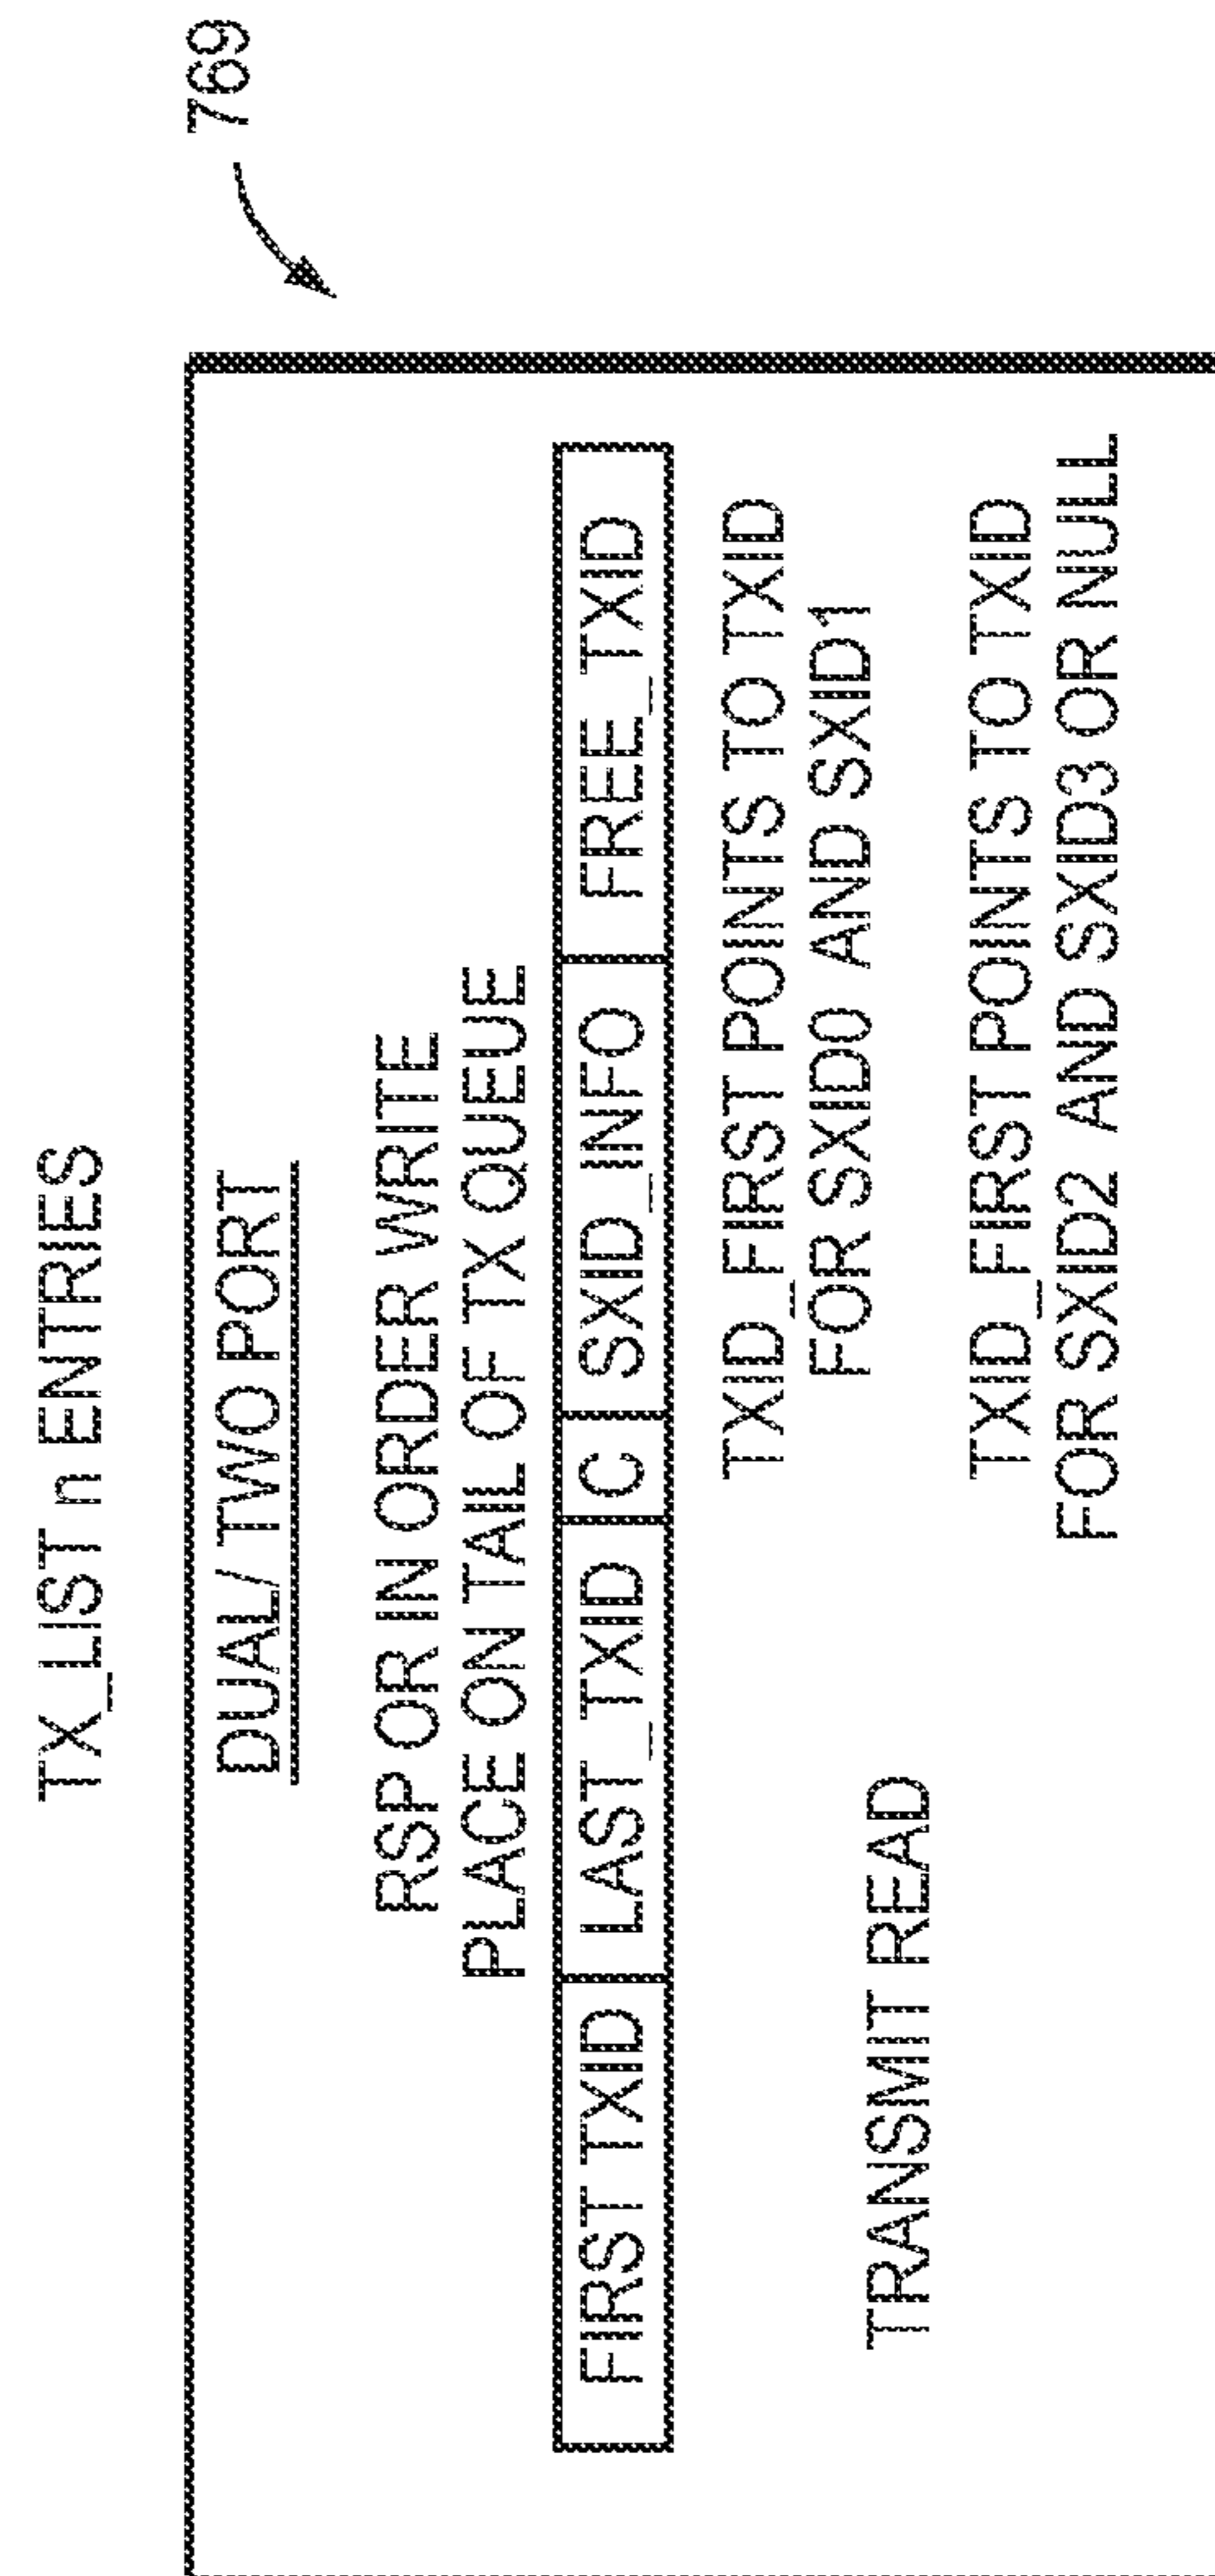 769
TX_LIST n ENTRIES
DUAL/ TWO PORT
RSP OR IN ORDER WRITE
PLACE ON TAIL OF TX QUEUE
FIRST TXID LAST_TXID C SXID_INFO FREE_TXID
TXID_FIRST POINTS TO TXID
FOR SXID0 AND SXID1
TRANSMIT READ
TXID_FIRST POINTS TO TXID
FOR SXID2 AND SXID3 OR NULL